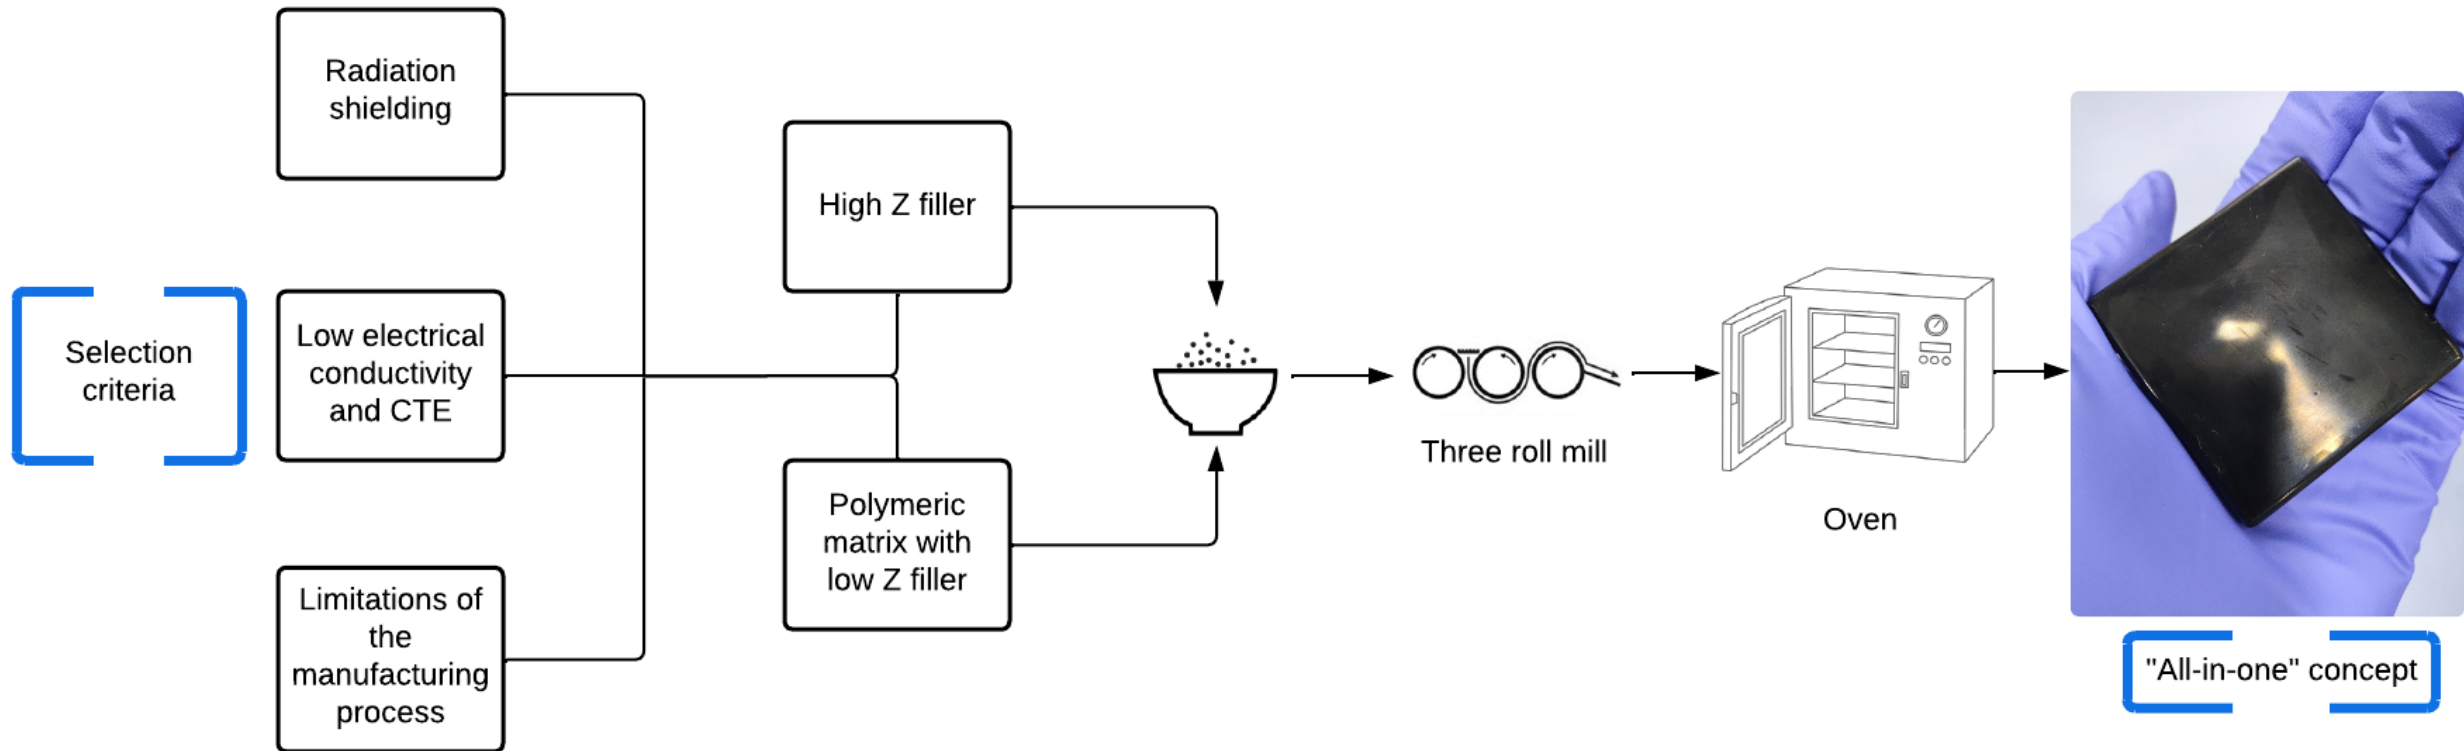 Selection
criteria
Radiation
shielding
Low electrical
conductivity
and CTE
Limitations of
the
manufacturing
process
High Z filler
Polymeric
matrix with
low Z filler
Three roll mill
Oven
"All-in-one" concept